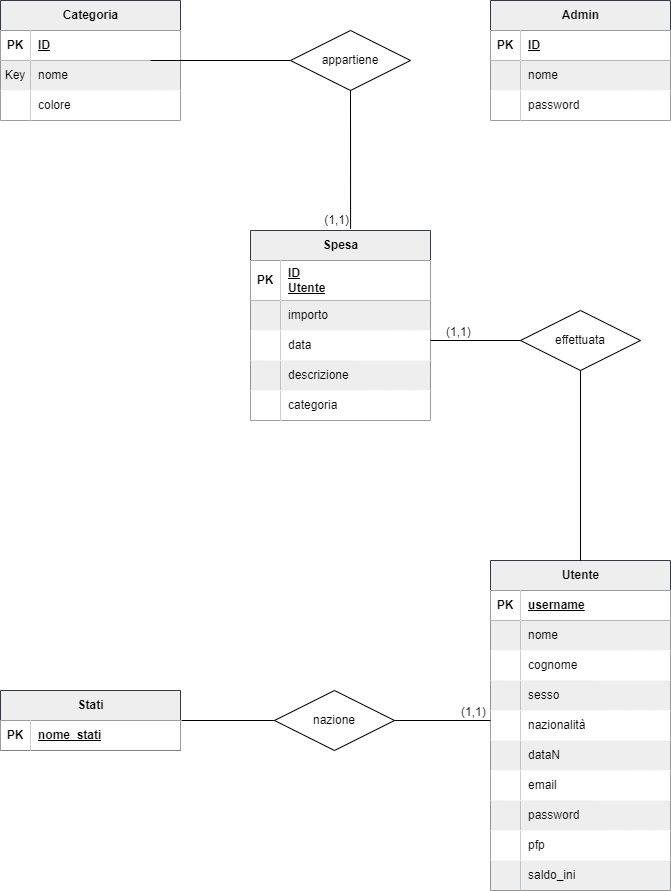 Categoria
PK ID
Key nome
colore
appartiene
Admin
PK ID
nome
password
(1,1)
Spesa
PK ID
Utente
importo
data
descrizione
categoria
(1,1)
effettuata
Utente
PK username
nome
cognome
sesso
nazionalità
dataN
email
password
pfp
saldo_ini
Stati
PK nome_stati
nazione
(1,1)